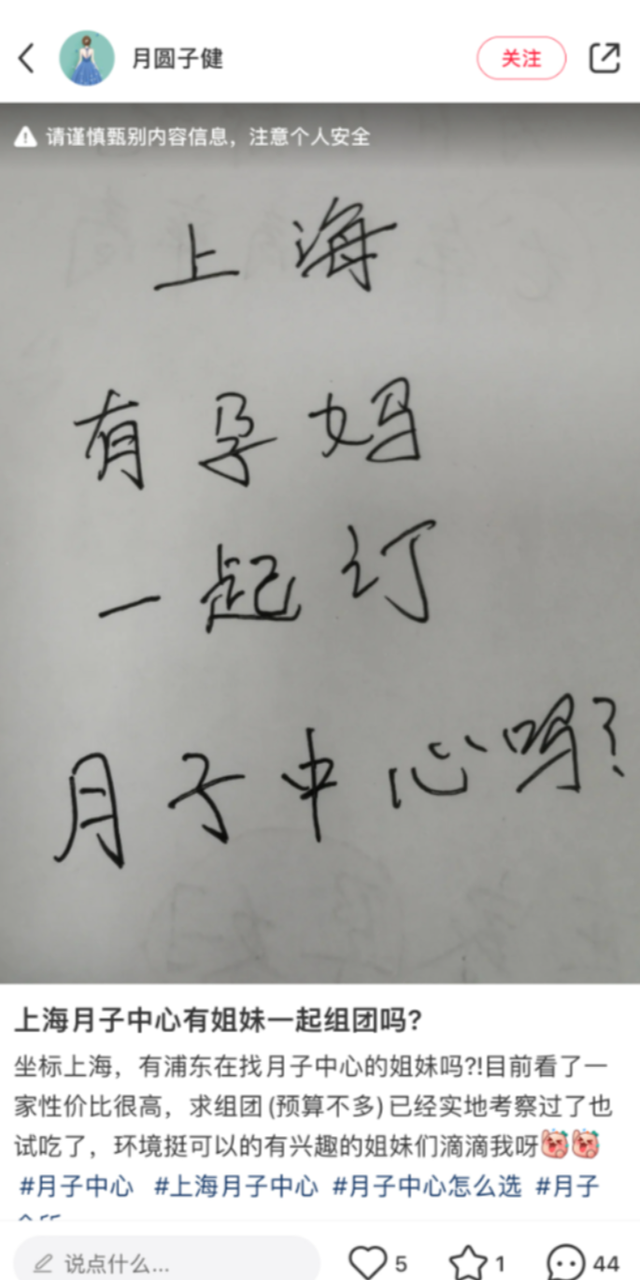 月圆子健
关注
请谨慎甄别内容信息，注意个人安全
上海
有孕妈
一起订
月子中心吗?
上海月子中心有姐妹一起组团吗?
坐标上海，有浦东在找月子中心的姐妹吗?!目前看了一
家性价比很高，求组团(预算不多)已经实地考察过了也
试吃了，环境挺可以的有兴趣的姐妹们滴滴我呀
#月子中心 #上海月子中心 #月子中心怎么选 #月子
说点什么...
5
1
44